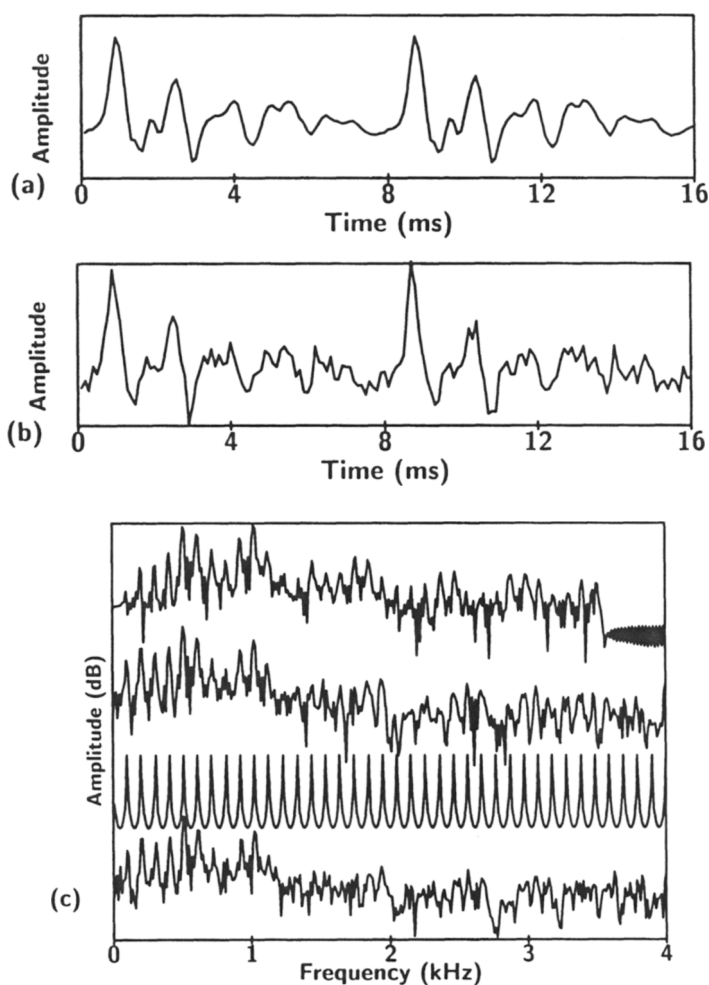 Amplitude
(a)
0 4 8 12 16
Time (ms)
Amplitude
(b)
0 4 8 12 16
Time (ms)
Amplitude (dB)
(c)
0 1 2 3 4
Frequency (kHz)